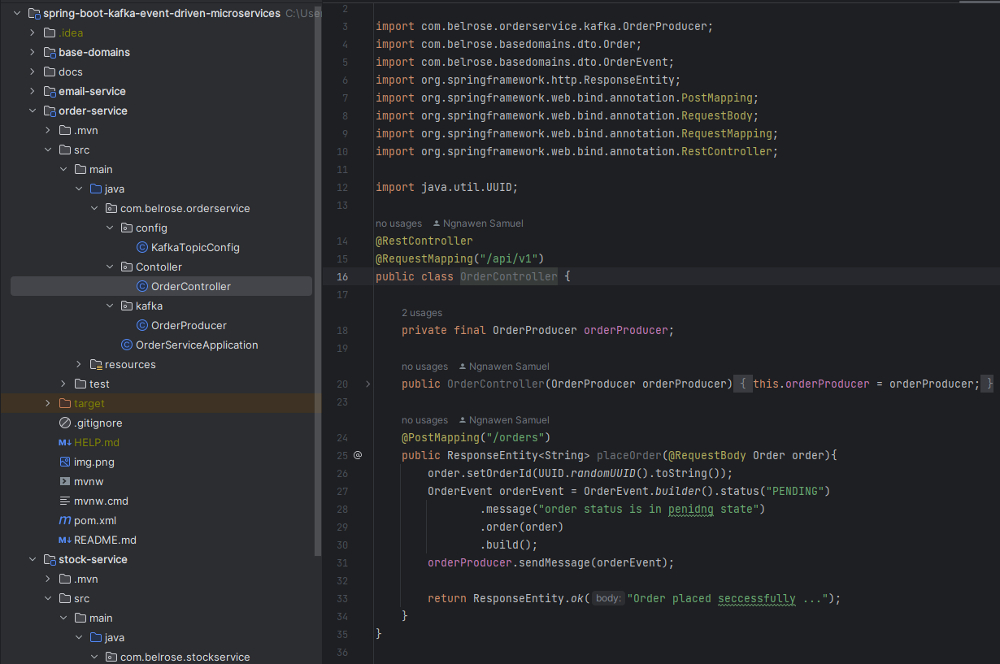 spring-boot-kafka-event-driven-microservices C:\User
.idea
base-domains
docs
email-service
order-service
.mvn
src
main
java
com.belrose.orderservice
config
KafkaTopicConfig
Contoller
OrderController
kafka
OrderProducer
OrderServiceApplication
resources
test
target
.gitignore
HELP.md
img.png
mvnw
mvnw.cmd
pom.xml
README.md
stock-service
.mvn
src
main
java
com.belrose.stockservice
2
3 import com.belrose.orderservice.kafka.OrderProducer;
4 import com.belrose.basedomains.dto.Order;
5 import com.belrose.basedomains.dto.OrderEvent;
6 import org.springframework.http.ResponseEntity;
7 import org.springframework.web.bind.annotation.PostMapping;
8 import org.springframework.web.bind.annotation.RequestBody;
9 import org.springframework.web.bind.annotation.RequestMapping;
10 import org.springframework.web.bind.annotation.RestController;
11
12 import java.util.UUID;
13
no usages Ngnawen Samuel
14 @RestController
15 @RequestMapping("/api/v1")
16 public class OrderController {
17
2 usages
18 private final OrderProducer orderProducer;
19
no usages Ngnawen Samuel
20 public OrderController(OrderProducer orderProducer) { this.orderProducer = orderProducer; }
23
no usages Ngnawen Samuel
24 @PostMapping("/orders")
25 @ public ResponseEntity<String> placeOrder(@RequestBody Order order){
26 order.setOrderId(UUID.randomUUID().toString());
27 OrderEvent orderEvent = OrderEvent.builder().status("PENDING")
28 .message("order status is in penidng state")
29 .order(order)
30 .build();
31 orderProducer.sendMessage(orderEvent);
32
33 return ResponseEntity.ok( body: "Order placed seccessfully ...");
34 }
35 }
36